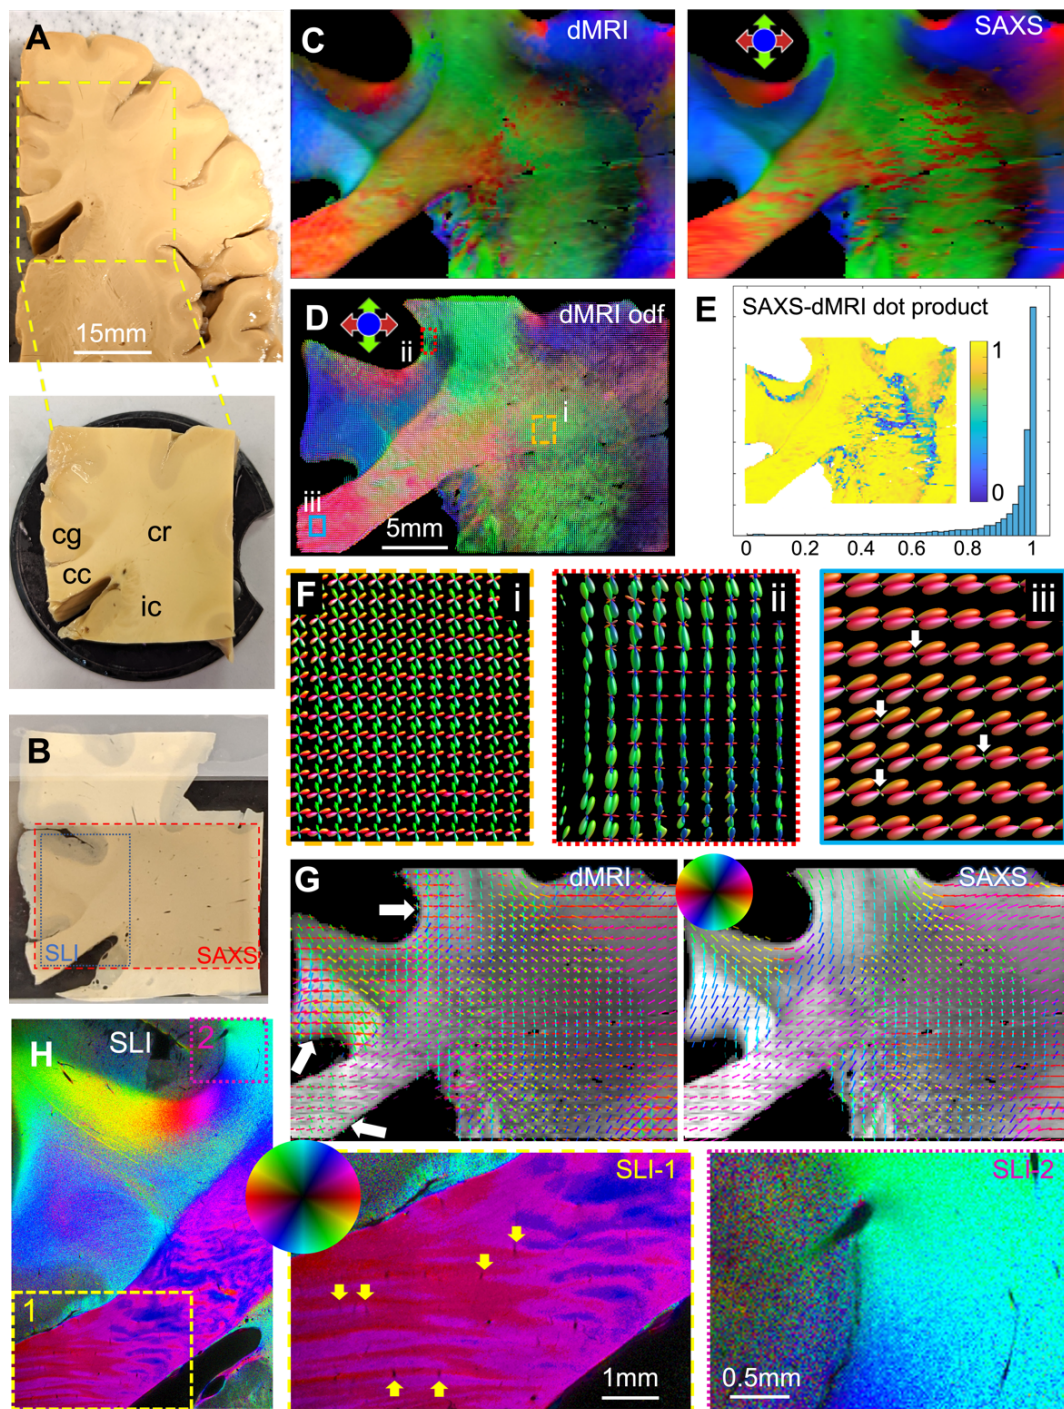 A
15mm
cg
cc
cr
ic
B
SLI
SAXS
C
dMRI
SAXS
D
dMRI odf
ii
i
iii
5mm
E
SAXS-dMRI dot product
1
0
0 0.2 0.4 0.6 0.8 1
F
i
ii
iii
G
dMRI
SAXS
H
SLI
2
1
SLI-1
1mm
SLI-2
0.5mm